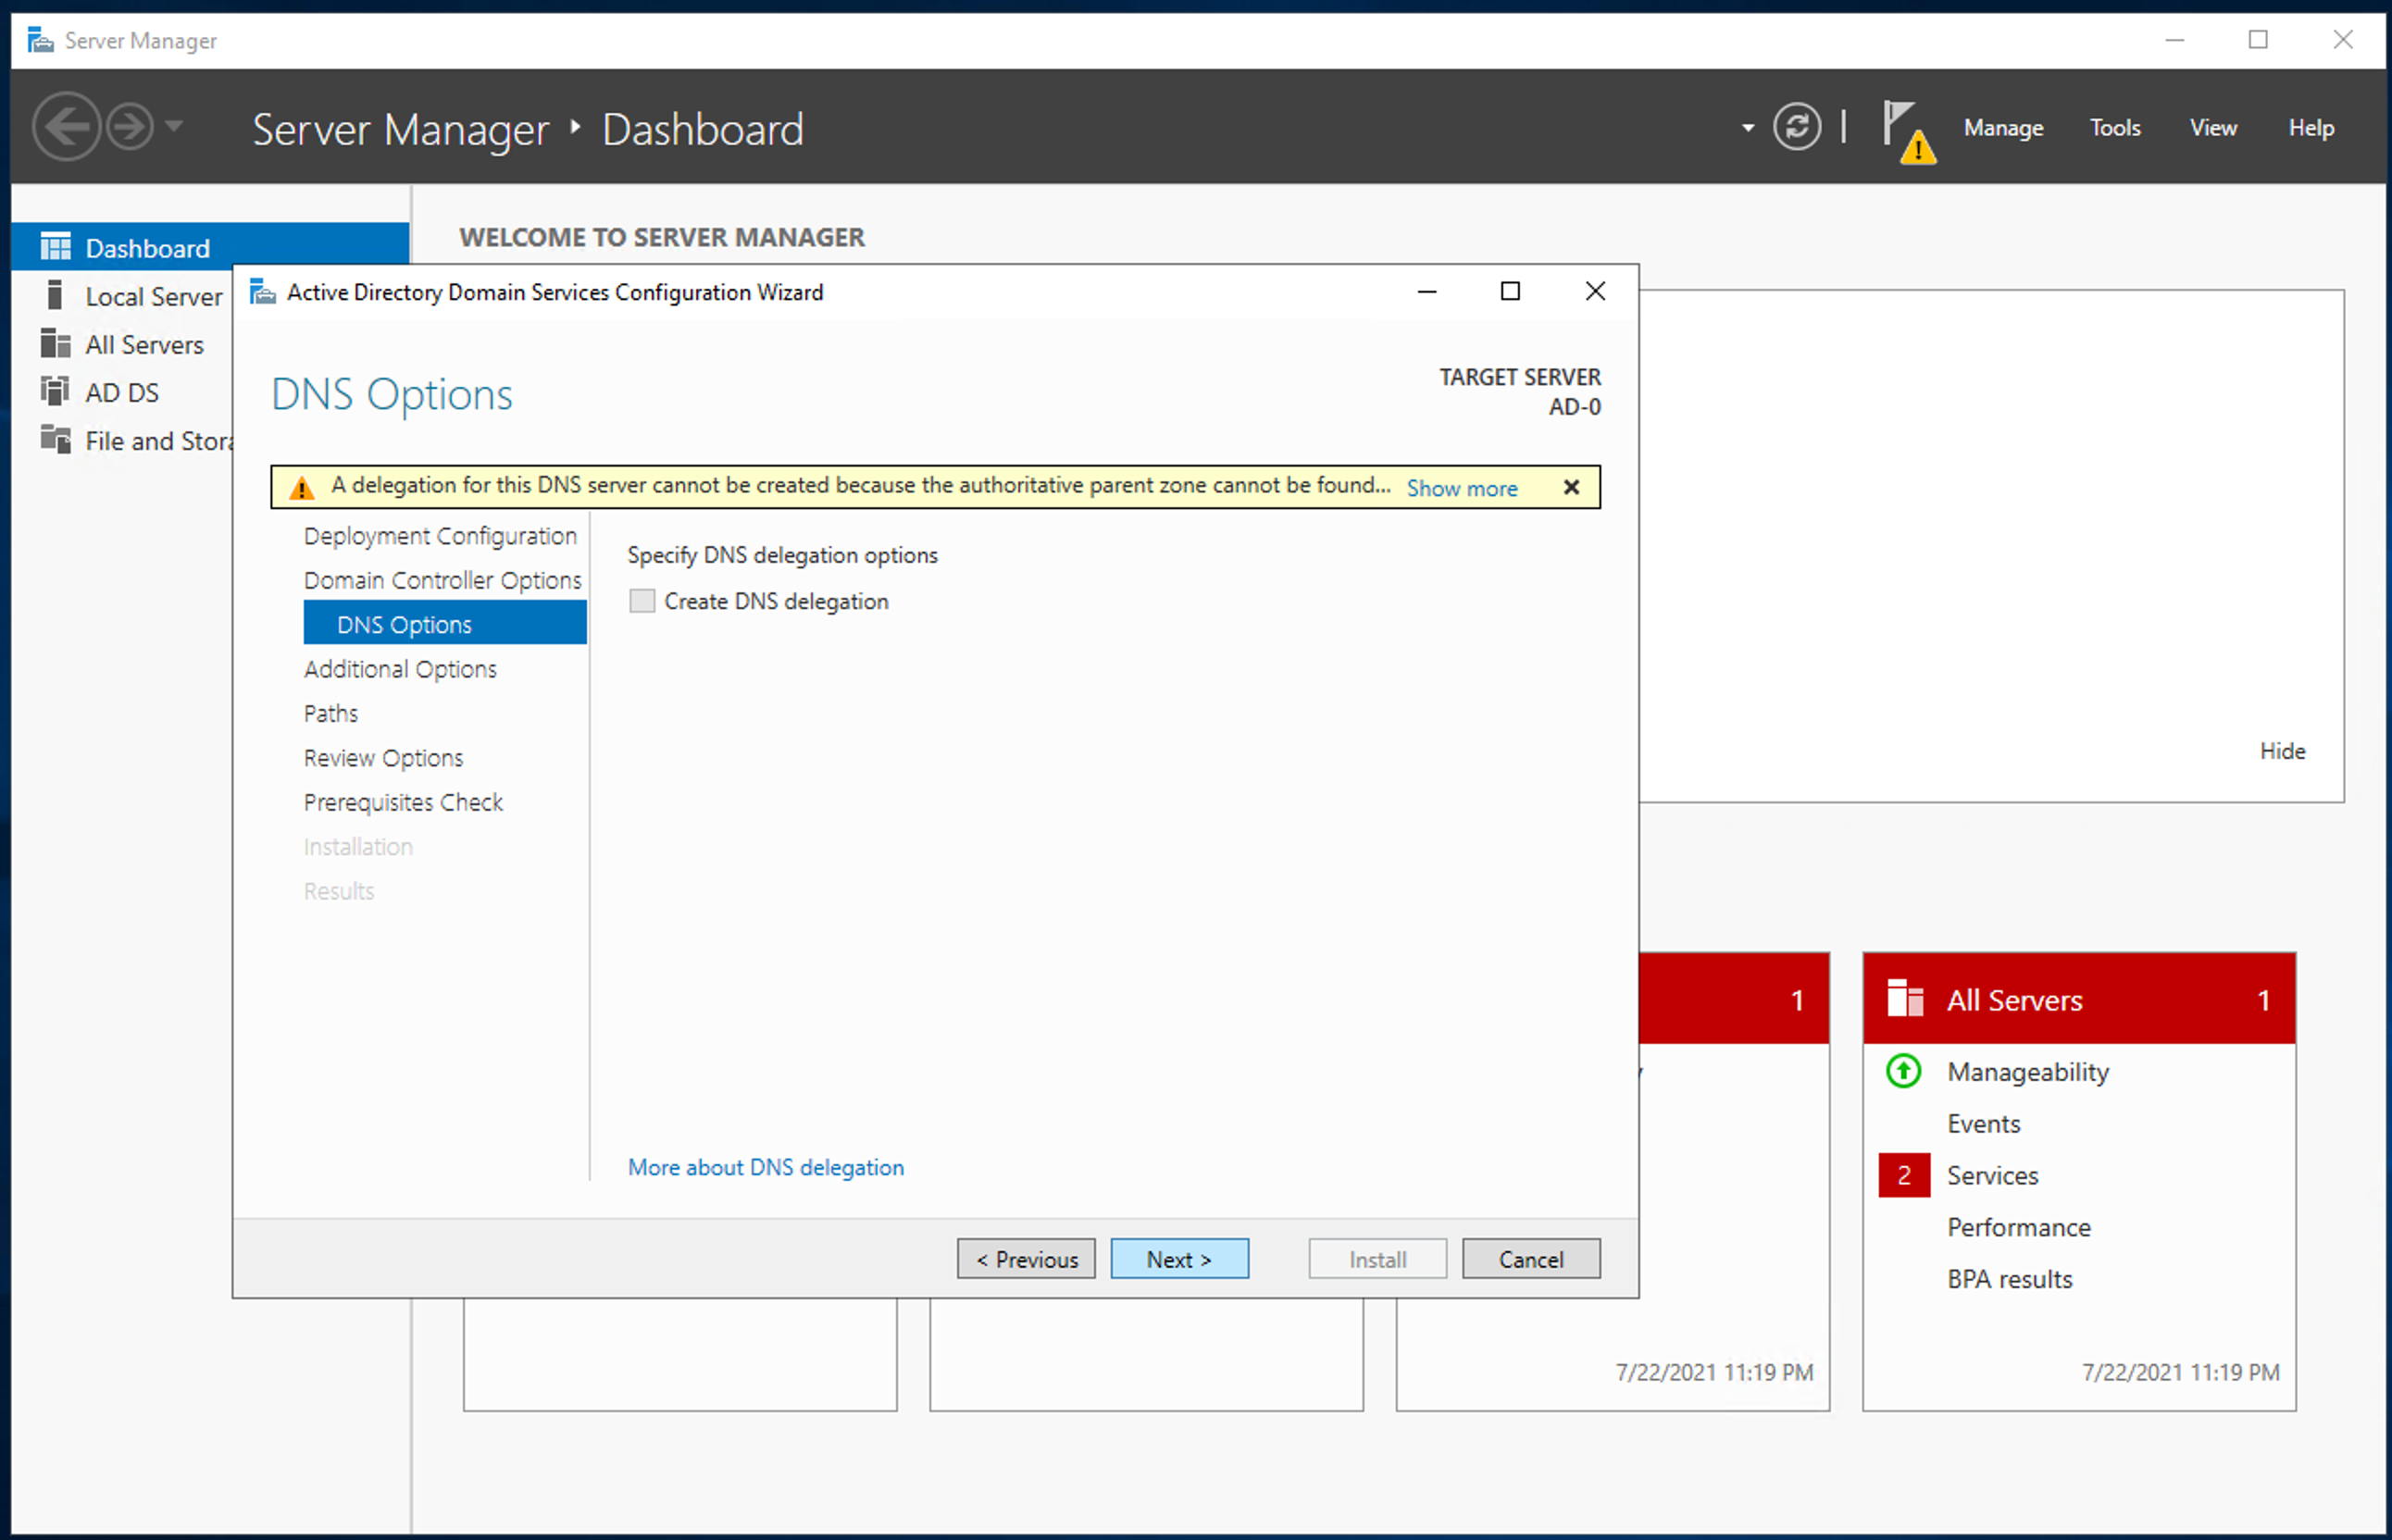 Server Manager
Server Manager Dashboard
Manage Tools View Help
Dashboard
Local Server
All Servers
AD DS
File and Stora
WELCOME TO SERVER MANAGER
Hide
Active Directory Domain Services Configuration Wizard
DNS Options
TARGET SERVER
AD-0
A delegation for this DNS server cannot be created because the authoritative parent zone cannot be found... Show more
Deployment Configuration
Domain Controller Options
DNS Options
Additional Options
Paths
Review Options
Prerequisites Check
Installation
Results
Specify DNS delegation options
Create DNS delegation
More about DNS delegation
< Previous
Next >
Install
Cancel
1
7/22/2021 11:19 PM
All Servers 1
Manageability
Events
2 Services
Performance
BPA results
7/22/2021 11:19 PM